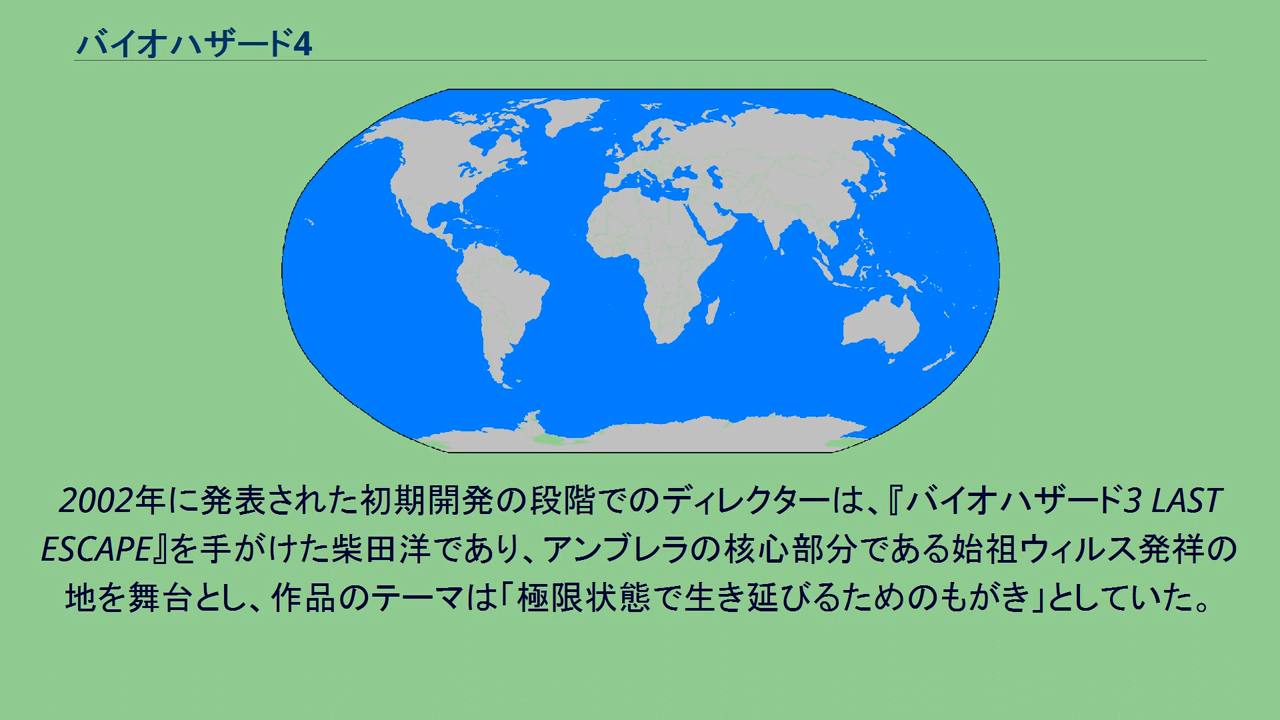 バイオハザード4
2002年に発表された初期開発の段階でのディレクターは、『バイオハザード3 LAST
ESCAPE』を手がけた柴田洋であり、アンブレラの核心部分である始祖ウィルス発祥の
地を舞台とし、作品のテーマは「極限状態で生き延びるためのもがき」としていた。